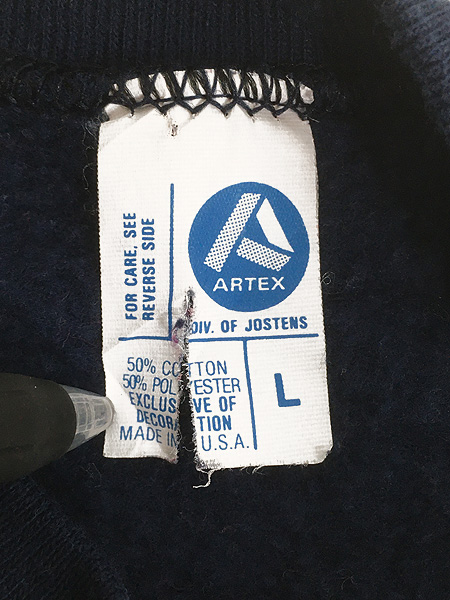 FOR CARE, SEE
REVERSE SIDE
ARTEX
DIV. OF JOSTENS
50% COTTON
50% POLYESTER
EXCLUSIVE OF
DECORATION
MADE IN U.S.A.
L